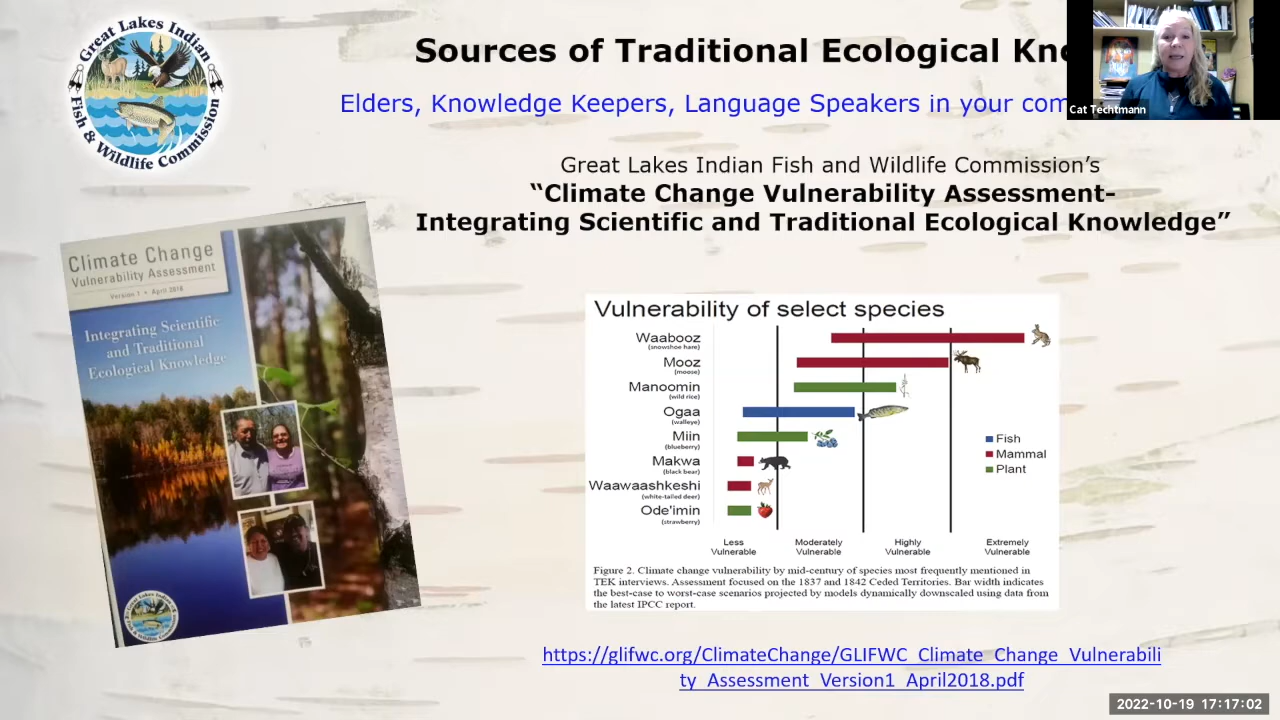 Great Lakes Indian
Fish & Wildlife Commission
Sources of Traditional Ecological Kno
Elders, Knowledge Keepers, Language Speakers in your com
Cat Techtmann
Great Lakes Indian Fish and Wildlife Commission’s
“Climate Change Vulnerability Assessment-
Integrating Scientific and Traditional Ecological Knowledge”
Climate Change
Vulnerability Assessment
Version 1 • April 2018
Integrating Scientific
and Traditional
Ecological Knowledge
Vulnerability of select species
Waabooz
(snowshoe hare)
Mooz
(moose)
Manoomin
(wild rice)
Ogaa
(walleye)
Miin
(blueberry)
Makwa
(black bear)
Waawaashkeshi
(white-tailed deer)
Ode'imin
(strawberry)
Fish
Mammal
Plant
Less
Vulnerable
Moderately
Vulnerable
Highly
Vulnerable
Extremely
Vulnerable
Figure 2. Climate change vulnerability by mid-century of species most frequently mentioned in
TEK interviews. Assessment focused on the 1837 and 1842 Ceded Territories. Bar width indicates
the best-case to worst-case scenarios projected by models dynamically downscaled using data from
the latest IPCC report.
https://glifwc.org/ClimateChange/GLIFWC_Climate_Change_Vulnerabili
ty_Assessment_Version1_April2018.pdf
2022-10-19 17:17:02